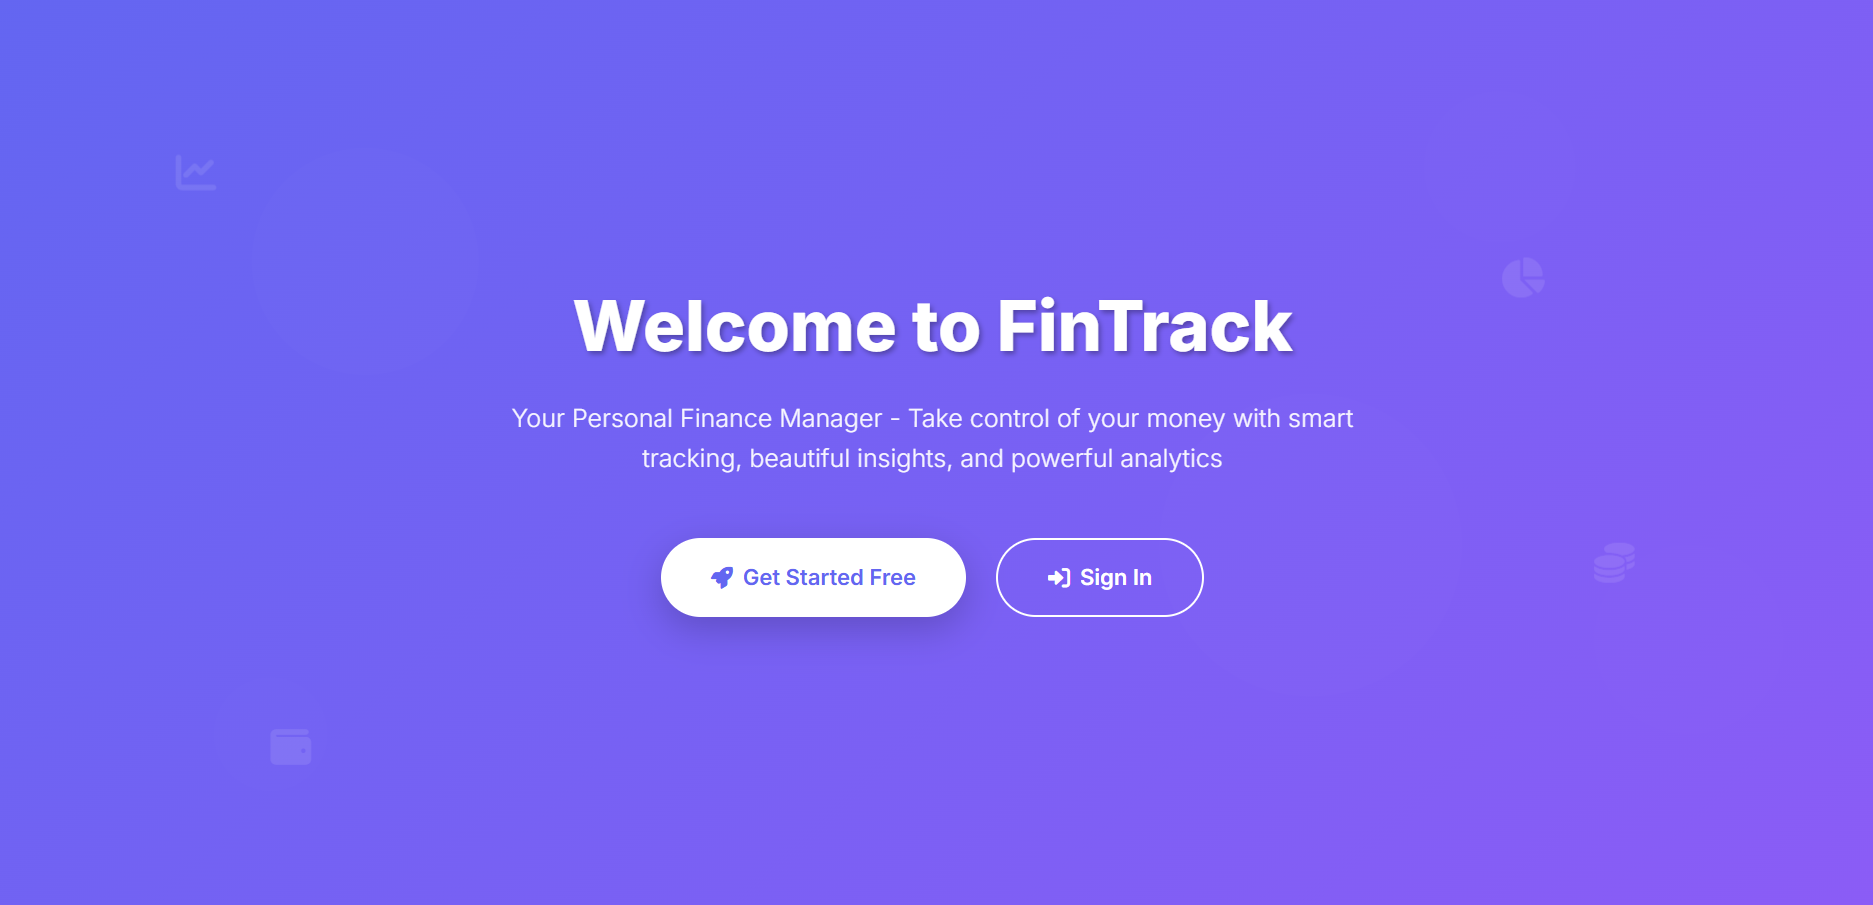 Welcome to FinTrack
Your Personal Finance Manager - Take control of your money with smart
tracking, beautiful insights, and powerful analytics
Get Started Free
Sign In